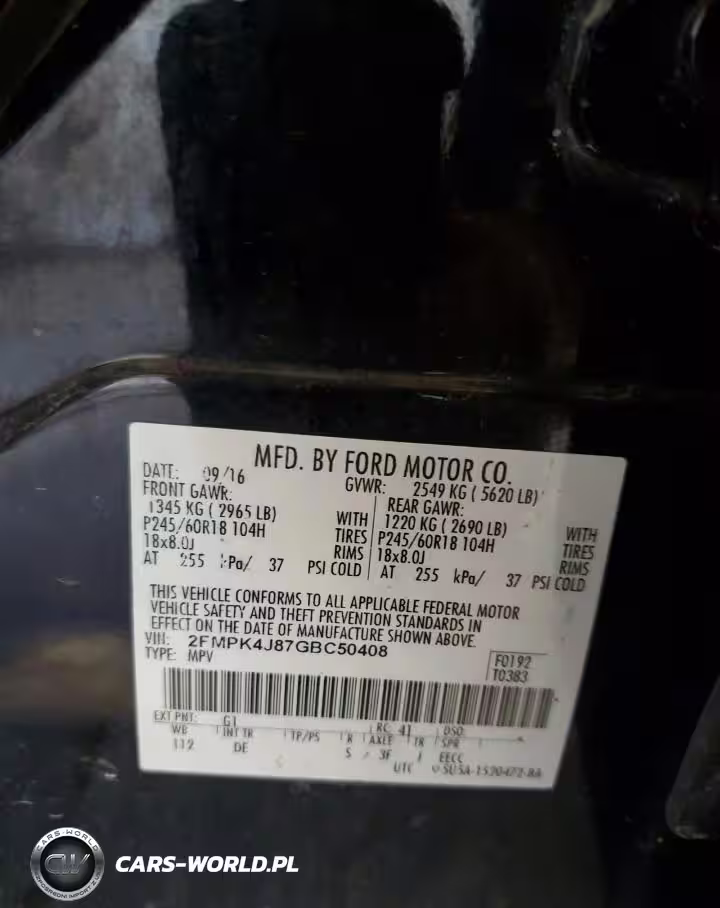 MFD. BY FORD MOTOR CO.
DATE: 09/16 GVWR: 2549 KG ( 5620 LB)
FRONT GAWR: REAR GAWR:
1345 KG ( 2965 LB) WITH 1220 KG ( 2690 LB) WITH
P245/60R18 104H TIRES P245/60R18 104H TIRES
18x8.0J RIMS 18x8.0J RIMS
AT 255 kPa/ 37 PSI COLD AT 255 kPa/ 37 PSI COLD
THIS VEHICLE CONFORMS TO ALL APPLICABLE FEDERAL MOTOR
VEHICLE SAFETY AND THEFT PREVENTION STANDARDS IN
EFFECT ON THE DATE OF MANUFACTURE SHOWN ABOVE.
VIN: 2FMPK4J87GBC50408
TYPE: MPV
F0192
T0383
EXT PNT: G1 RC: 41 DSO:
WB INT TR TP/PS R AXLE TR SPR
112 DE S 3F J EECC
UTC
CARS-WORLD
CW
CARS-WORLD.PL